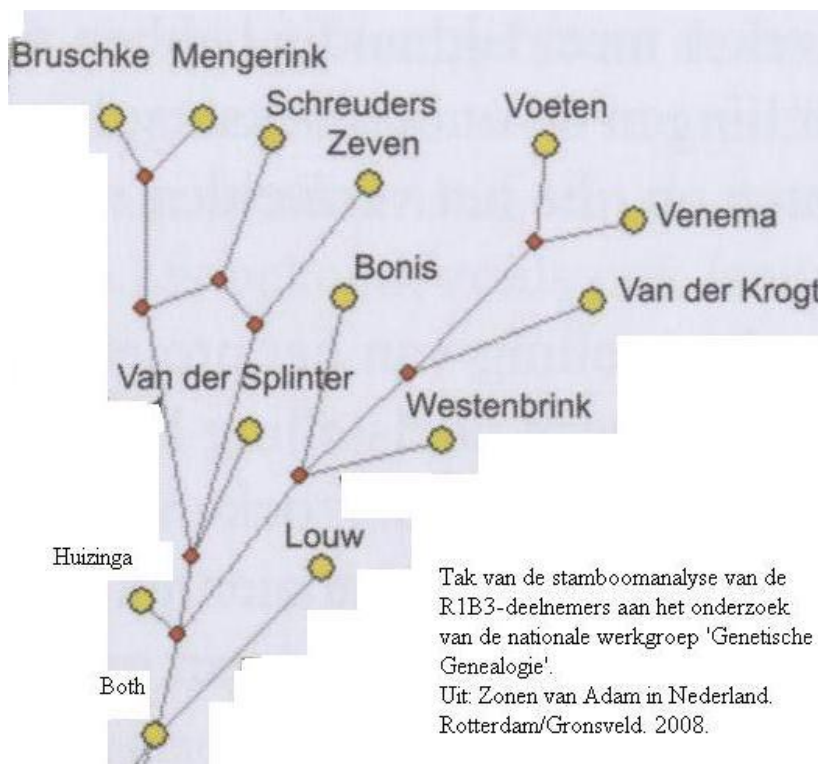 Bruschke Mengerink
Schreuders
Zeven
Voeten
Venema
Bonis
Van der Krogt
Van der Splinter
Westenbrink
Louw
Huizinga
Both
Tak van de stamboomanalyse van de
R1B3-deelnemers aan het onderzoek
van de nationale werkgroep 'Genetische
Genealogie'.
Uit: Zonen van Adam in Nederland.
Rotterdam/Gronsveld. 2008.